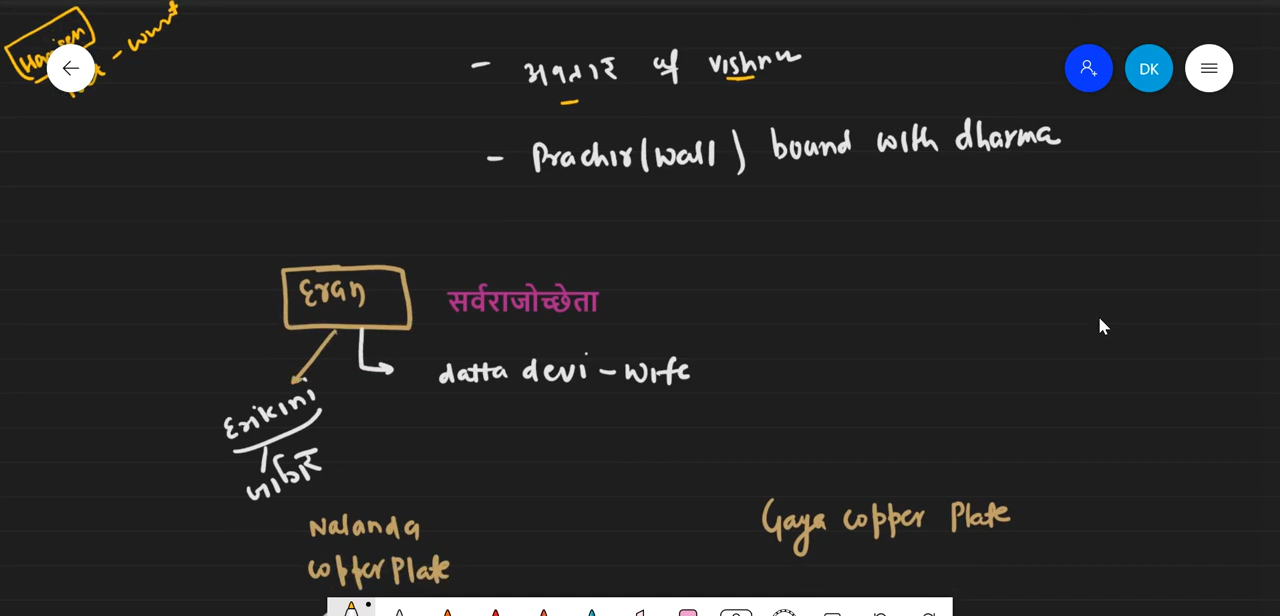 - wmf
- अवतार of vishnu
DK
- Prachir (wall) bound with dharma
Eran
सर्वराजोच्छेता
datta devi - wife
Erikini
Nalanda
copper Plate
Gaya copper Plate